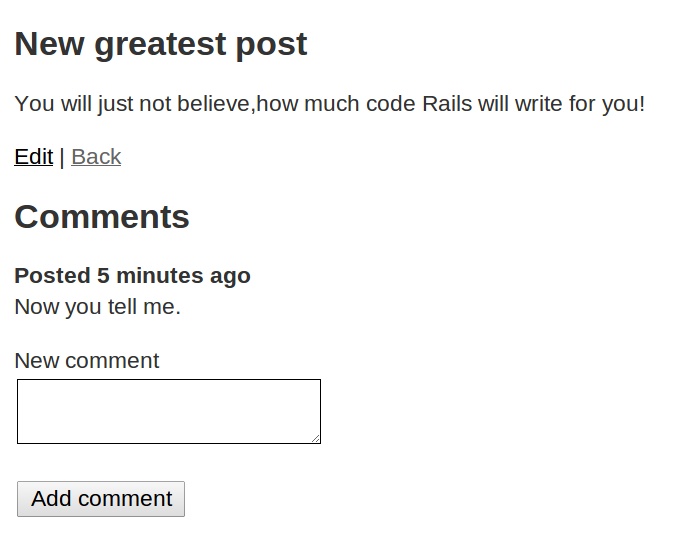 New greatest post
You will just not believe,how much code Rails will write for you!
Edit | Back
Comments
Posted 5 minutes ago
Now you tell me.
New comment
Add comment